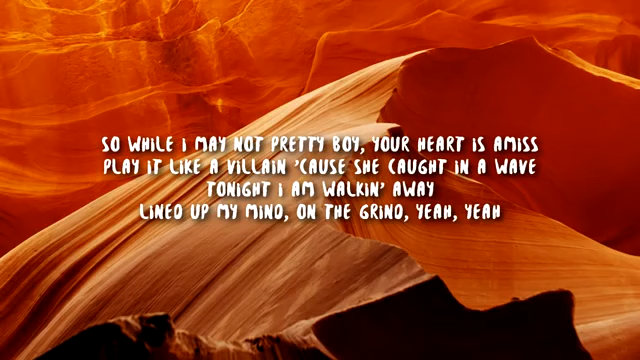 SO WHILE I MAY NOT PRETTY BOY, YOUR HEART IS AMISS
PLAY IT LIKE A VILLAIN 'CAUSE SHE CAUGHT IN A WAVE
TONIGHT I AM WALKIN' AWAY
LINED UP MY MIND, ON THE GRIND, YEAH, YEAH